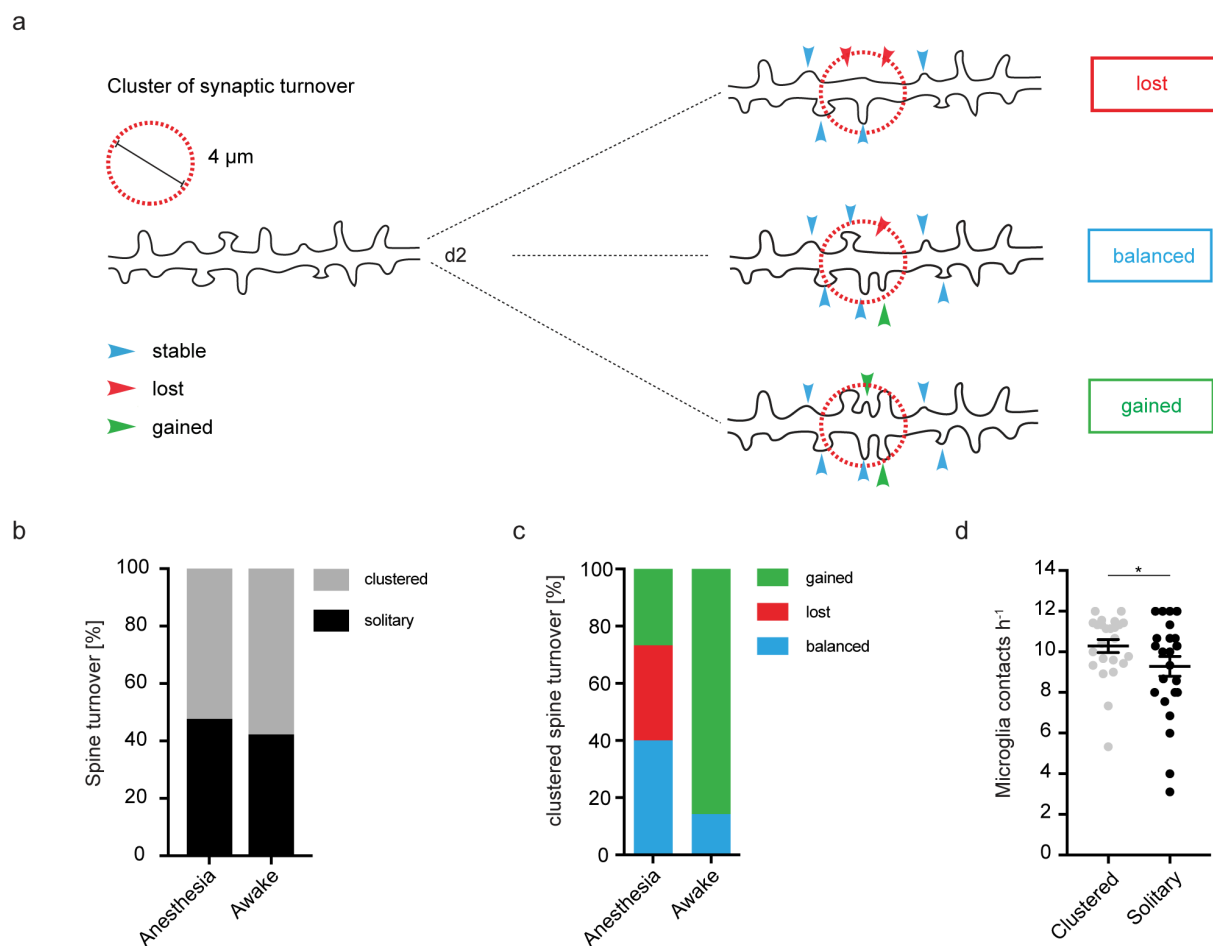 a
Cluster of synaptic turnover
4 µm
d2
stable
lost
gained
lost
balanced
gained
b
Spine turnover [%]
100
80
60
40
20
0
Anesthesia
Awake
clustered
solitary
c
clustered spine turnover [%]
100
80
60
40
20
0
Anesthesia
Awake
gained
lost
balanced
d
Microglia contacts h⁻¹
14
12
10
8
6
4
2
0
*
Clustered
Solitary